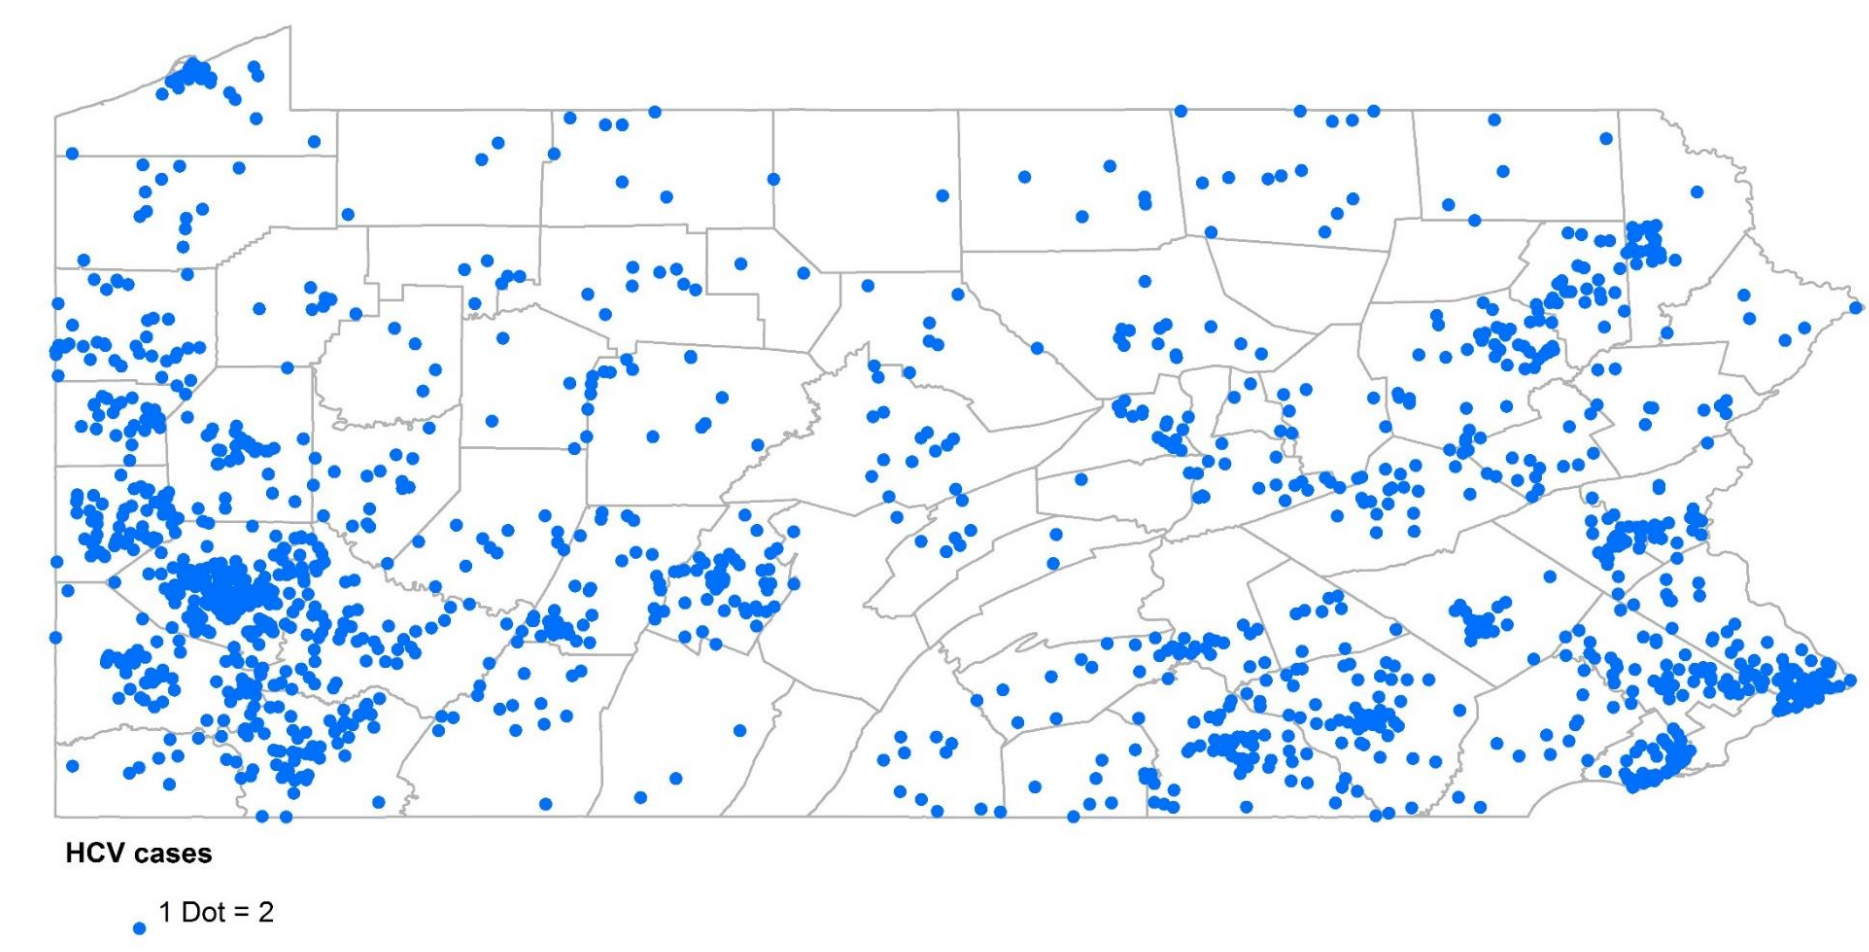 HCV cases
1 Dot = 2